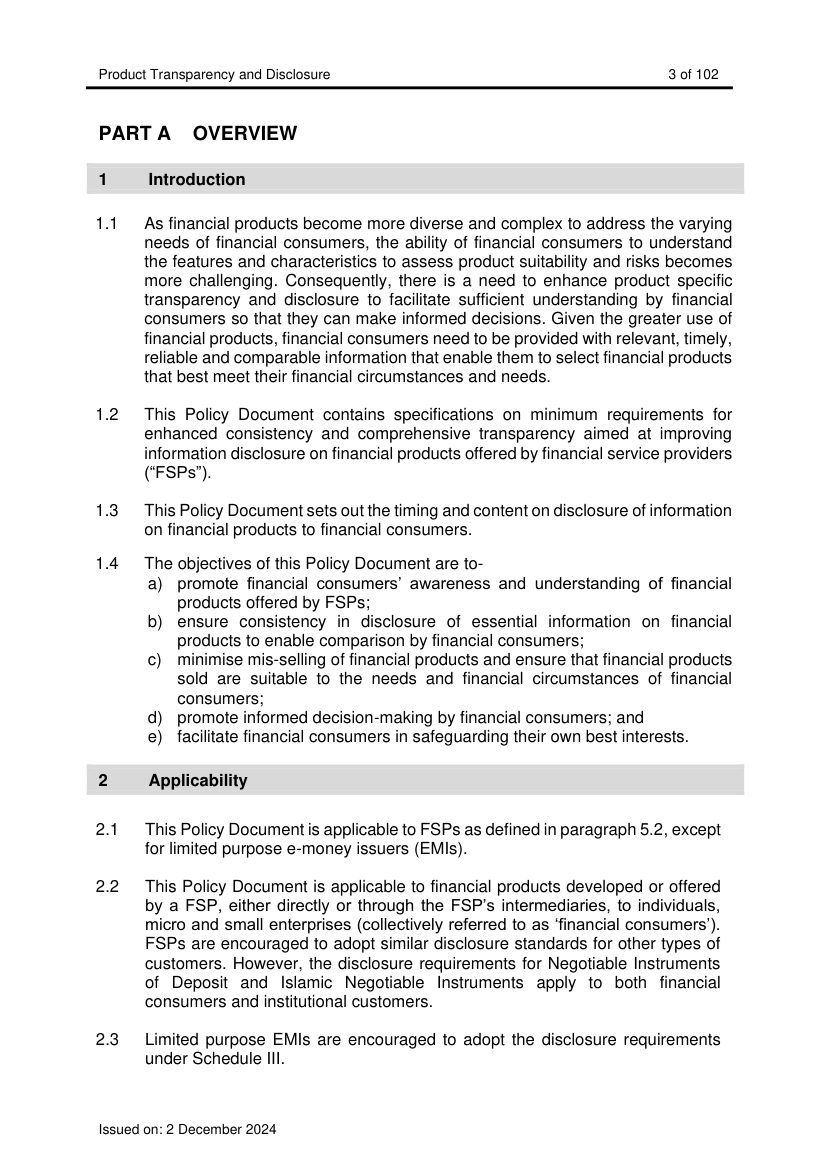 Product Transparency and Disclosure 3 of 102
PART A OVERVIEW
1 Introduction
1.1 As financial products become more diverse and complex to address the varying
needs of financial consumers, the ability of financial consumers to understand
the features and characteristics to assess product suitability and risks becomes
more challenging. Consequently, there is a need to enhance product specific
transparency and disclosure to facilitate sufficient understanding by financial
consumers so that they can make informed decisions. Given the greater use of
financial products, financial consumers need to be provided with relevant, timely,
reliable and comparable information that enable them to select financial products
that best meet their financial circumstances and needs.
1.2 This Policy Document contains specifications on minimum requirements for
enhanced consistency and comprehensive transparency aimed at improving
information disclosure on financial products offered by financial service providers
(“FSPs”).
1.3 This Policy Document sets out the timing and content on disclosure of information
on financial products to financial consumers.
1.4 The objectives of this Policy Document are to-
a) promote financial consumers’ awareness and understanding of financial
products offered by FSPs;
b) ensure consistency in disclosure of essential information on financial
products to enable comparison by financial consumers;
c) minimise mis-selling of financial products and ensure that financial products
sold are suitable to the needs and financial circumstances of financial
consumers;
d) promote informed decision-making by financial consumers; and
e) facilitate financial consumers in safeguarding their own best interests.
2 Applicability
2.1 This Policy Document is applicable to FSPs as defined in paragraph 5.2, except
for limited purpose e-money issuers (EMIs).
2.2 This Policy Document is applicable to financial products developed or offered
by a FSP, either directly or through the FSP’s intermediaries, to individuals,
micro and small enterprises (collectively referred to as ‘financial consumers’).
FSPs are encouraged to adopt similar disclosure standards for other types of
customers. However, the disclosure requirements for Negotiable Instruments
of Deposit and Islamic Negotiable Instruments apply to both financial
consumers and institutional customers.
2.3 Limited purpose EMIs are encouraged to adopt the disclosure requirements
under Schedule III.
Issued on: 2 December 2024